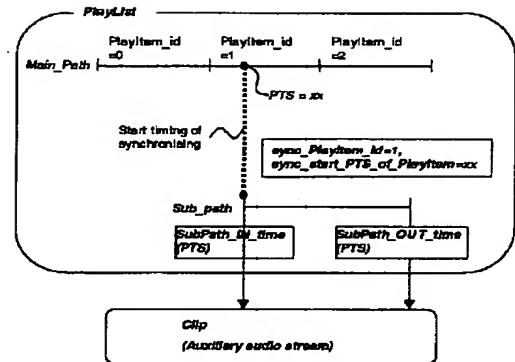 PlayList
PlayItem_id =0
PlayItem_id =1
PlayItem_id =2
Main_Path
PTS = xx
Start timing of
synchronising
sync_PlayItem_id=1,
sync_start_PTS_of_PlayItem=xx
Sub_path
SubPath_IN_time
(PTS)
SubPath_OUT_time
(PTS)
Clip
(Auxiliary audio stream)